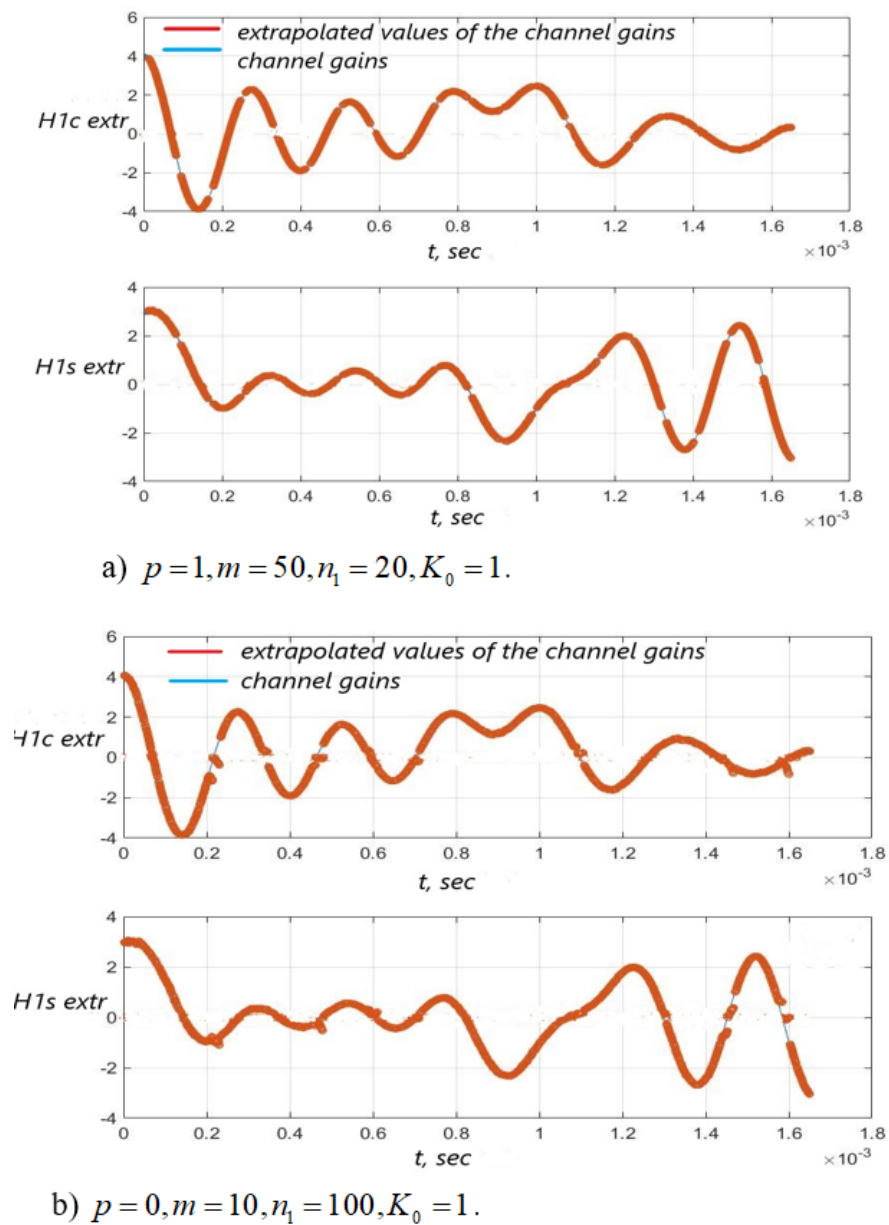 6
extrapolated values of the channel gains
4
channel gains
2
H1c extr
0
-2
-4
0 0.2 0.4 0.6 0.8 1 1.2 1.4 1.6 1.8
t, sec
×10⁻³
4
2
H1s extr
0
-2
-4
0 0.2 0.4 0.6 0.8 1 1.2 1.4 1.6 1.8
t, sec
×10⁻³
a) p = 1, m = 50, n₁ = 20, K₀ = 1.
6
extrapolated values of the channel gains
4
channel gains
2
H1c extr
0
-2
-4
0 0.2 0.4 0.6 0.8 1 1.2 1.4 1.6 1.8
t, sec
×10⁻³
4
2
H1s extr
0
-2
-4
0 0.2 0.4 0.6 0.8 1 1.2 1.4 1.6 1.8
t, sec
×10⁻³
b) p = 0, m = 10, n₁ = 100, K₀ = 1.